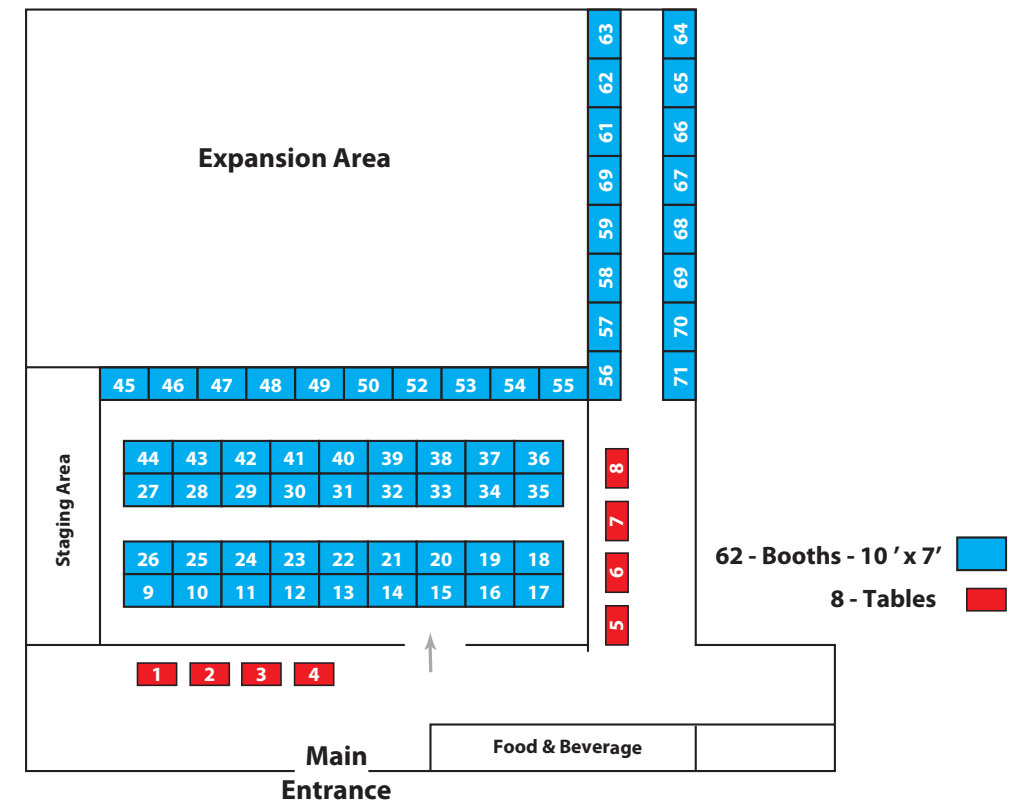 63
64
62
65
61
66
Expansion Area
69
67
59
68
58
69
57
70
56
71
45 46 47 48 49 50 52 53 54 55
44 43 42 41 40 39 38 37 36
27 28 29 30 31 32 33 34 35
Staging Area
8
7
26 25 24 23 22 21 20 19 18
9 10 11 12 13 14 15 16 17
6
5
62 - Booths - 10 ′ x 7′
8 - Tables
1 2 3 4
Food & Beverage
Main
Entrance